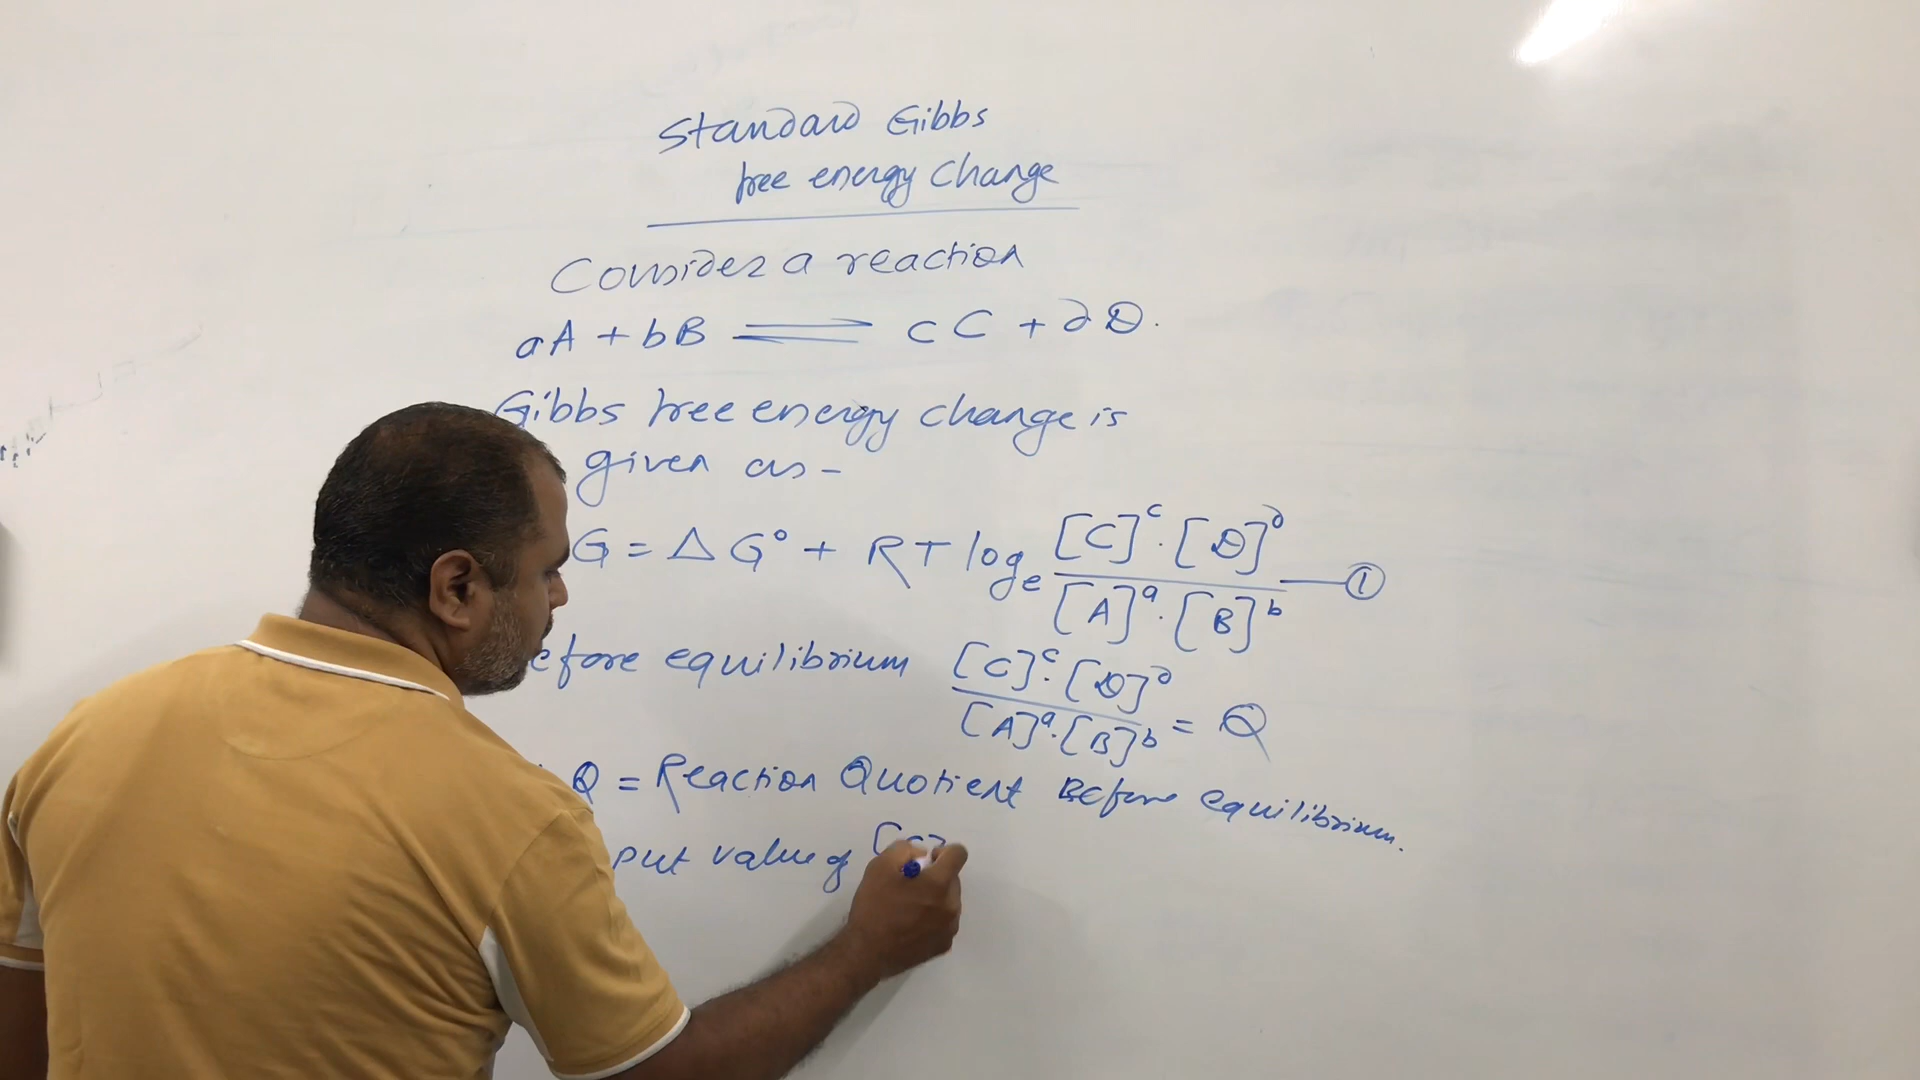 Standard Gibbs
free energy change
Consider a reaction
aA + bB ⇌ cC + dD.
Gibbs free energy change is
given as -
G = ΔG° + RT logₑ [C]ᶜ·[D]ᵈ / [A]ᵃ·[B]ᵇ — ①
efore equilibrium [C]ᶜ·[D]ᵈ / [A]ᵃ·[B]ᵇ = Q
Q = Reaction Quotient Before equilibrium.
put value of [C]